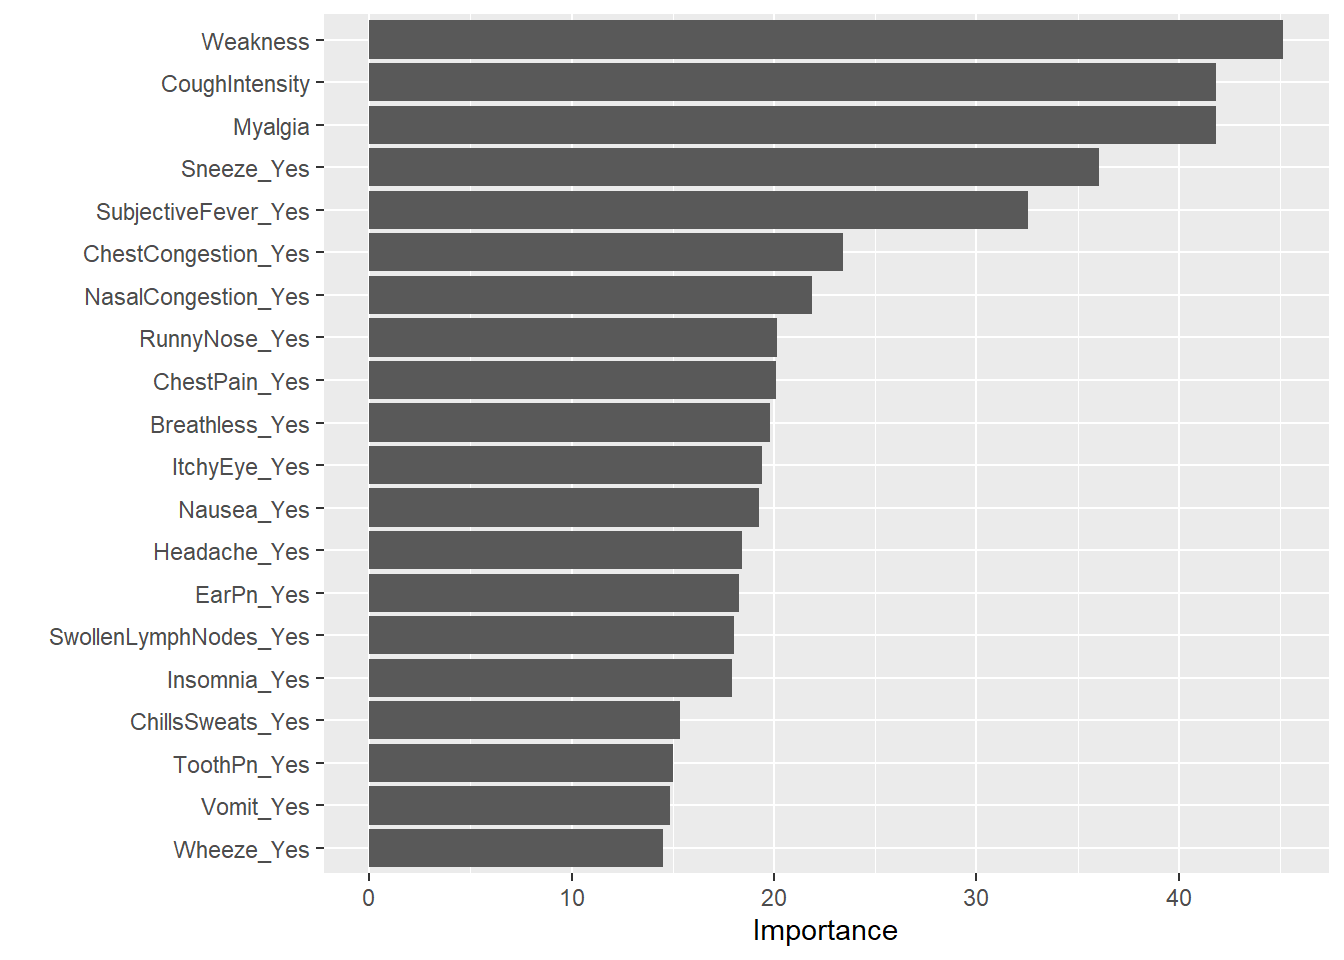 Weakness
CoughIntensity
Myalgia
Sneeze_Yes
SubjectiveFever_Yes
ChestCongestion_Yes
NasalCongestion_Yes
RunnyNose_Yes
ChestPain_Yes
Breathless_Yes
ItchyEye_Yes
Nausea_Yes
Headache_Yes
EarPn_Yes
SwollenLymphNodes_Yes
Insomnia_Yes
ChillsSweats_Yes
ToothPn_Yes
Vomit_Yes
Wheeze_Yes
0 10 20 30 40
Importance